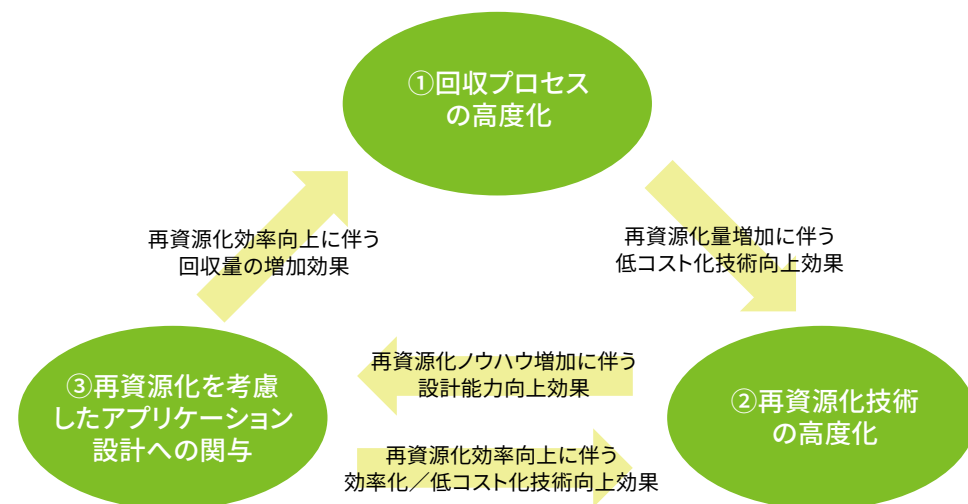 ①回収プロセス
の高度化
再資源化効率向上に伴う
回収量の増加効果
再資源化量増加に伴う
低コスト化技術向上効果
③再資源化を考慮
したアプリケーション
設計への関与
再資源化ノウハウ増加に伴う
設計能力向上効果
②再資源化技術
の高度化
再資源化効率向上に伴う
効率化／低コスト化技術向上効果